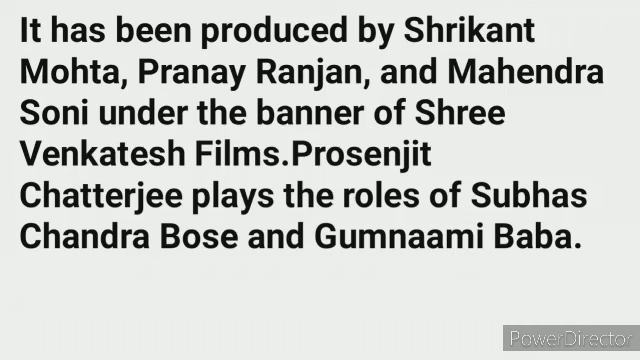 It has been produced by Shrikant
Mohta, Pranay Ranjan, and Mahendra
Soni under the banner of Shree
Venkatesh Films.Prosenjit
Chatterjee plays the roles of Subhas
Chandra Bose and Gumnaami Baba.
PowerDirector